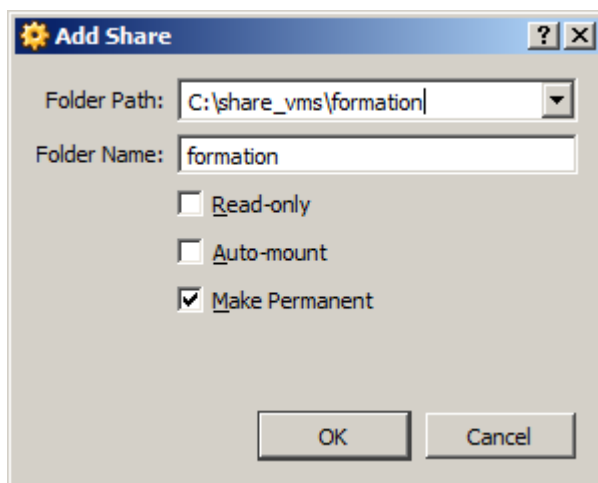 Add Share
Folder Path: C:\share_vms\formation
Folder Name: formation
Read-only
Auto-mount
Make Permanent
OK Cancel